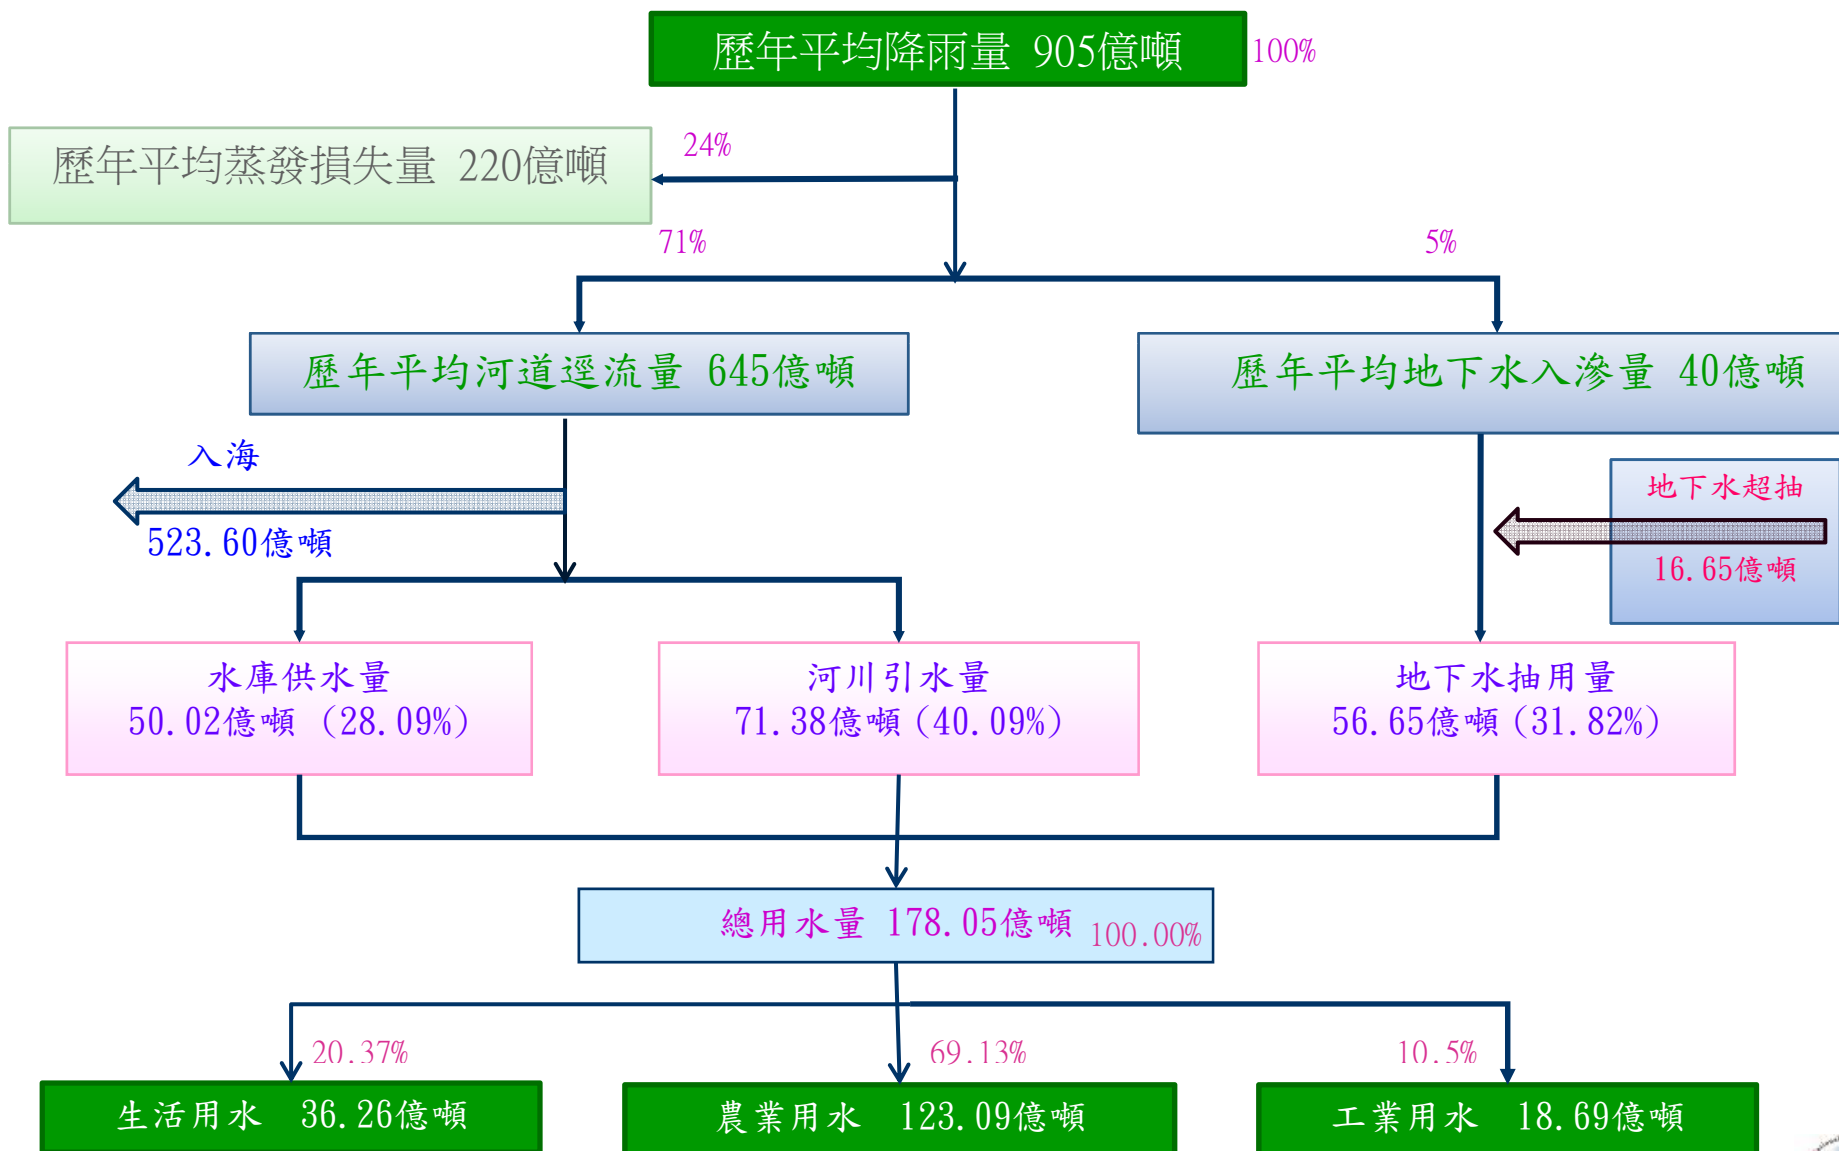 歷年平均降雨量 905億噸 100%
24%
歷年平均蒸發損失量 220億噸
71% 5%
歷年平均河道逕流量 645億噸
歷年平均地下水入滲量 40億噸
入海
523.60億噸
地下水超抽
16.65億噸
水庫供水量
50.02億噸 (28.09%)
河川引水量
71.38億噸(40.09%)
地下水抽用量
56.65億噸(31.82%)
總用水量 178.05億噸 100.00%
20.37% 69.13% 10.5%
生活用水 36.26億噸
農業用水 123.09億噸
工業用水 18.69億噸